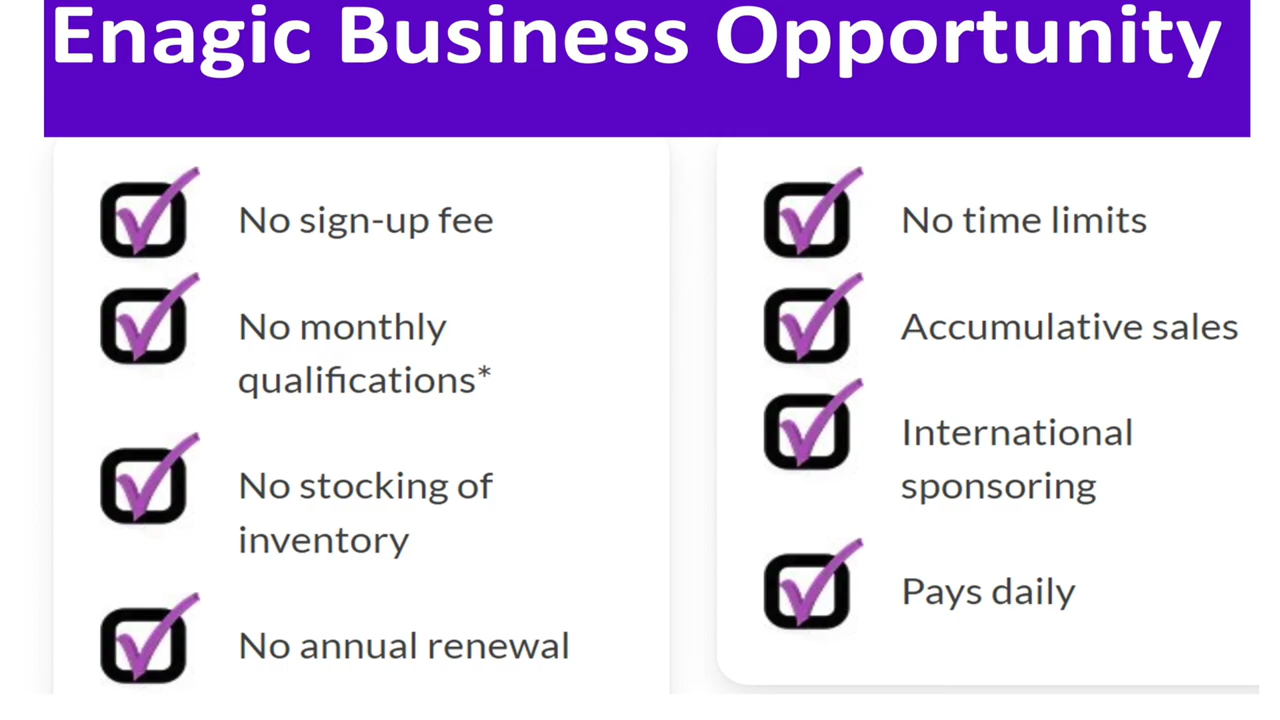 Enagic Business Opportunity
No sign-up fee
No monthly
qualifications*
No stocking of
inventory
No annual renewal
No time limits
Accumulative sales
International
sponsoring
Pays daily